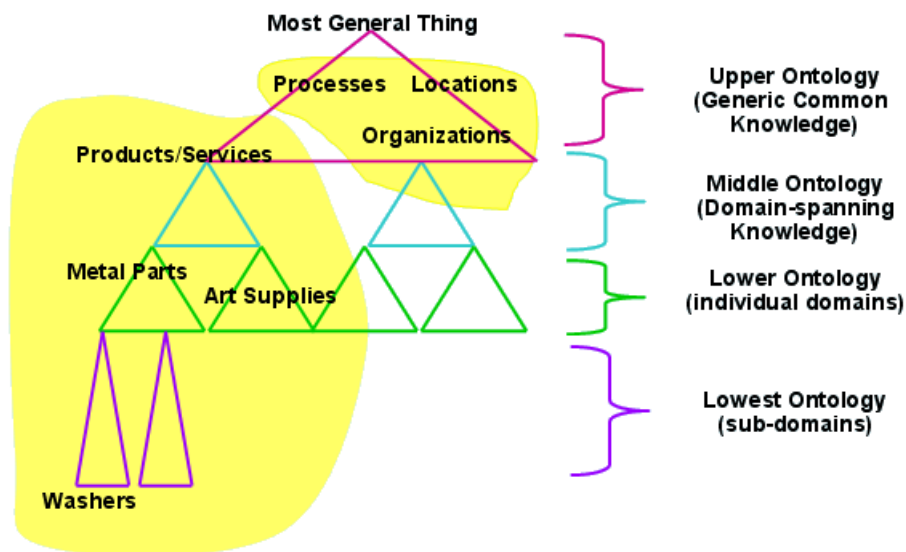 Most General Thing
Processes
Locations
Organizations
Products/Services
Metal Parts
Art Supplies
Washers
Upper Ontology
(Generic Common
Knowledge)
Middle Ontology
(Domain-spanning
Knowledge)
Lower Ontology
(individual domains)
Lowest Ontology
(sub-domains)